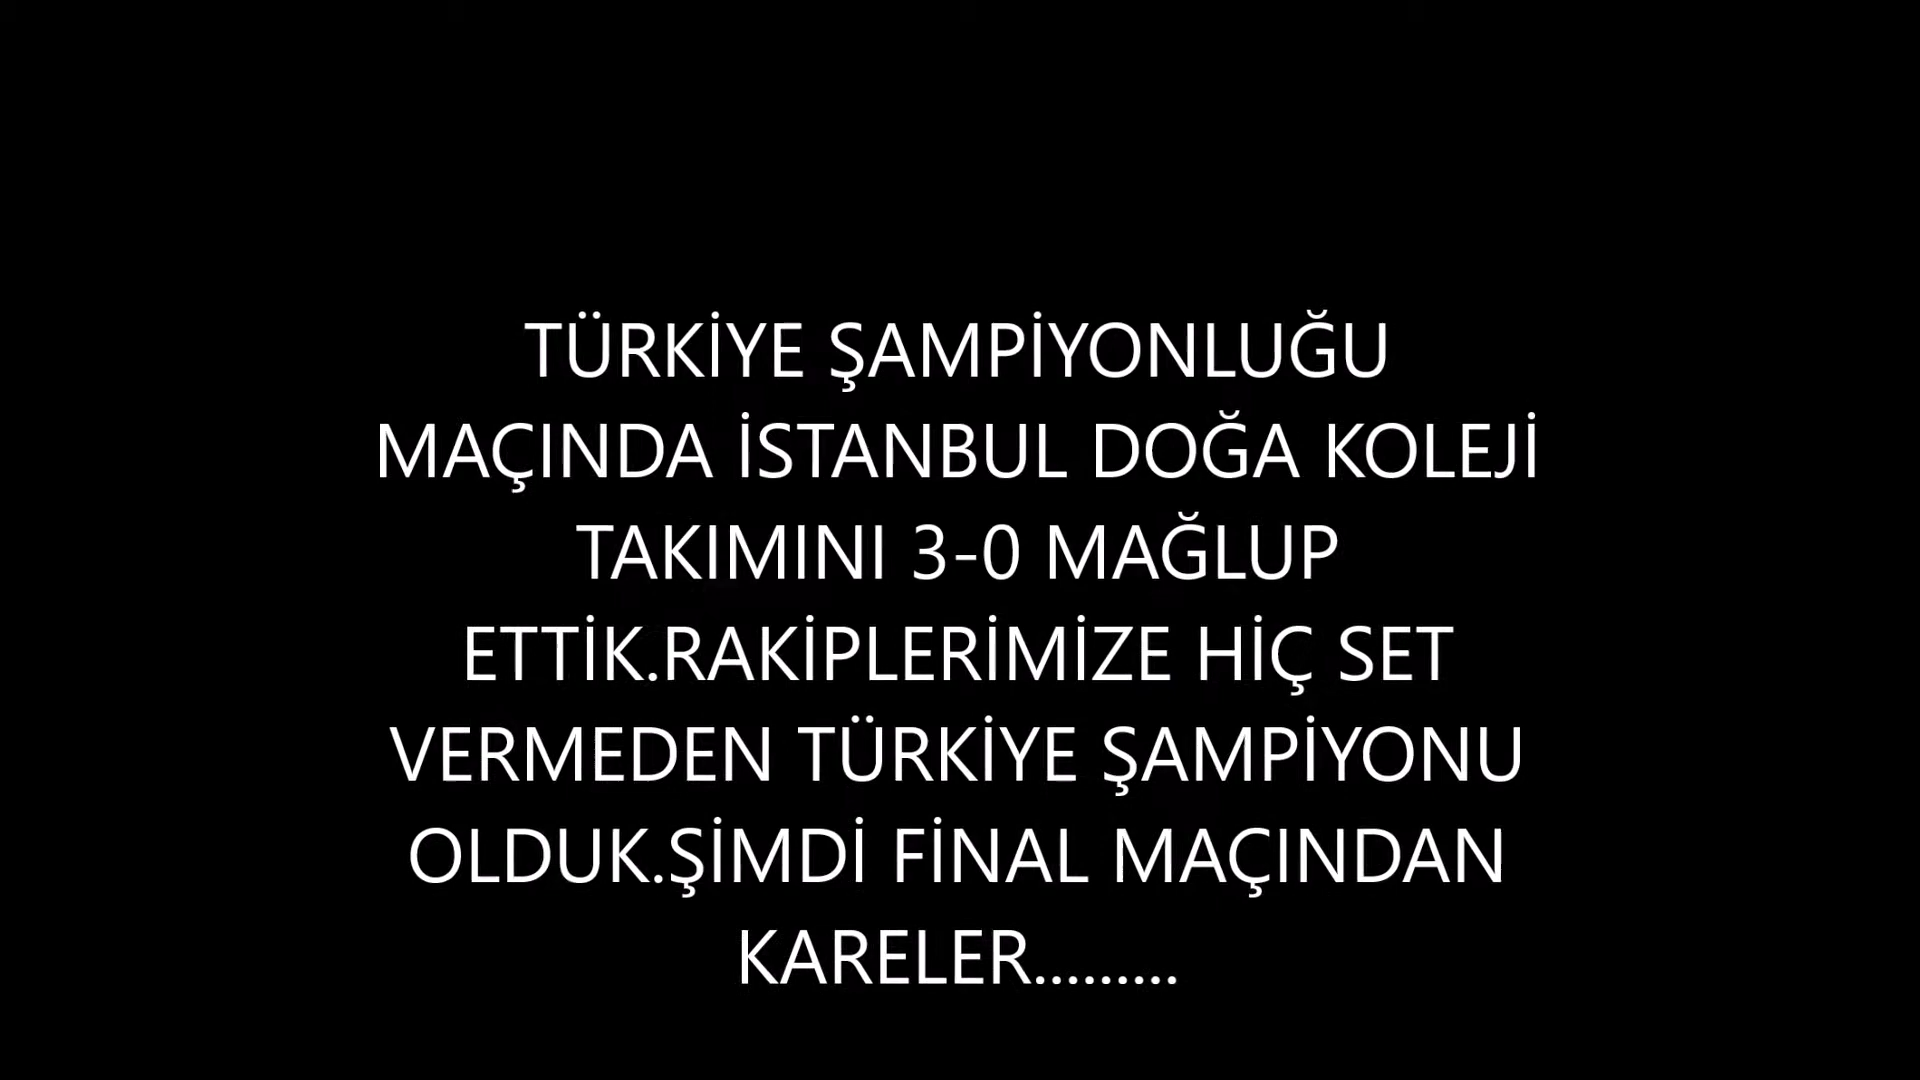 TÜRKİYE ŞAMPİYONLUĞU
MAÇINDA İSTANBUL DOĞA KOLEJİ
TAKIMINI 3-0 MAĞLUP
ETTİK.RAKİPLERİMİZE HİÇ SET
VERMEDEN TÜRKİYE ŞAMPİYONU
OLDUK.ŞİMDİ FİNAL MAÇINDAN
KARELER.........